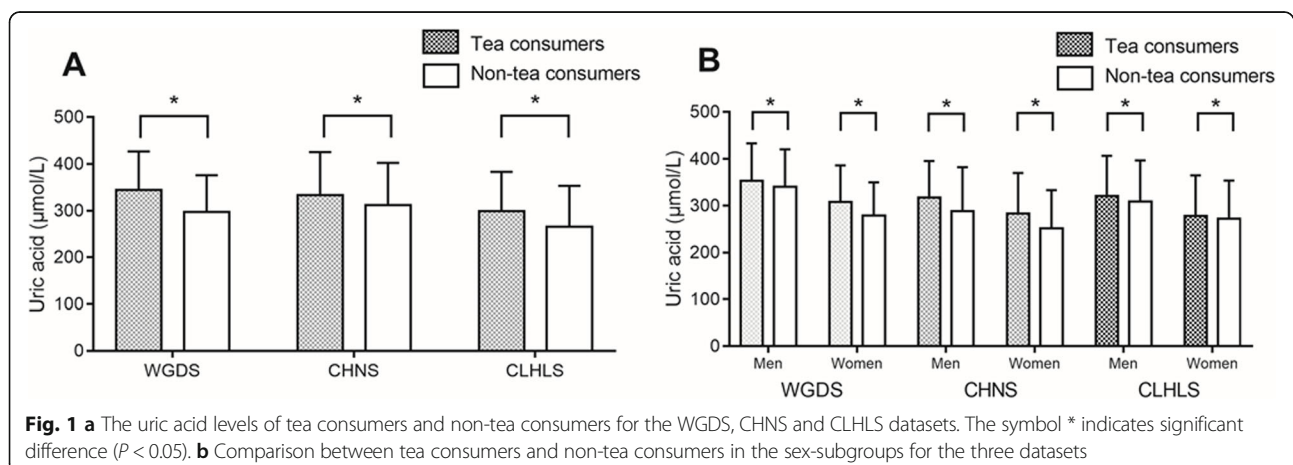 A
Tea consumers
Non-tea consumers
* * *
Uric acid (µmol/L)
500
400
300
200
100
0
WGDS CHNS CLHLS
B
Tea consumers
Non-tea consumers
* * * * * *
Uric acid (µmol/L)
500
400
300
200
100
0
Men Women Men Women Men Women
WGDS CHNS CLHLS
Fig. 1 a The uric acid levels of tea consumers and non-tea consumers for the WGDS, CHNS and CLHLS datasets. The symbol * indicates significant
difference (P < 0.05). b Comparison between tea consumers and non-tea consumers in the sex-subgroups for the three datasets